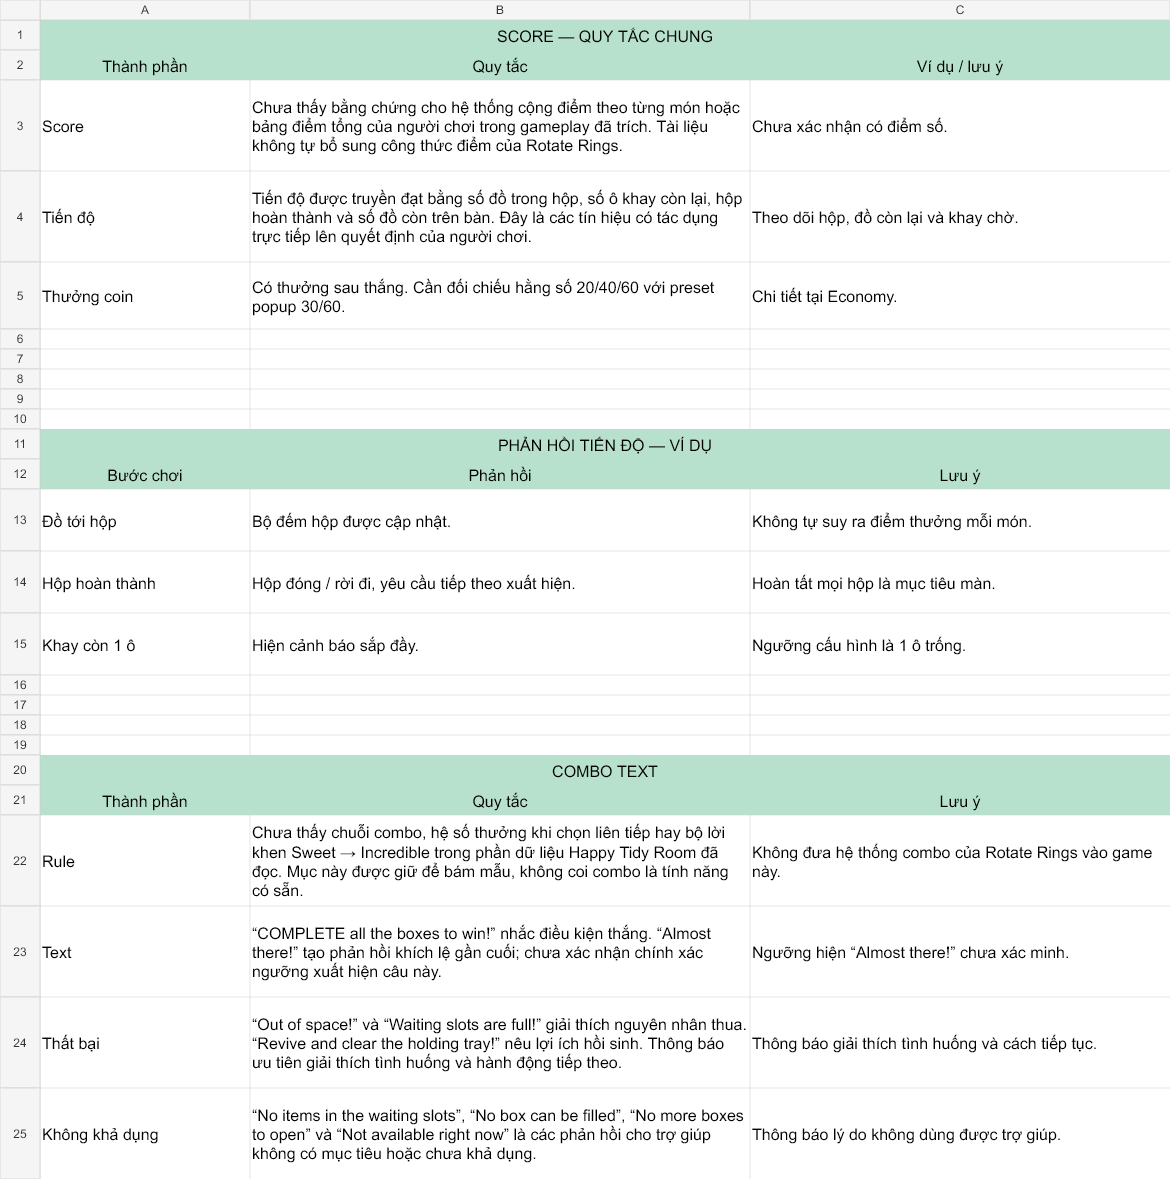 A B C
1 SCORE — QUY TẮC CHUNG
2 Thành phần Quy tắc Ví dụ / lưu ý
3 Score
Chưa thấy bằng chứng cho hệ thống cộng điểm theo từng món hoặc
bảng điểm tổng của người chơi trong gameplay đã trích. Tài liệu
không tự bổ sung công thức điểm của Rotate Rings.
Chưa xác nhận có điểm số.
4 Tiến độ
Tiến độ được truyền đạt bằng số đồ trong hộp, số ô khay còn lại, hộp
hoàn thành và số đồ còn trên bàn. Đây là các tín hiệu có tác dụng
trực tiếp lên quyết định của người chơi.
Theo dõi hộp, đồ còn lại và khay chờ.
5 Thưởng coin
Có thưởng sau thắng. Cần đối chiếu hằng số 20/40/60 với preset
popup 30/60.
Chi tiết tại Economy.
6
7
8
9
10
11 PHẢN HỒI TIẾN ĐỘ — VÍ DỤ
12 Bước chơi Phản hồi Lưu ý
13 Đồ tới hộp Bộ đếm hộp được cập nhật. Không tự suy ra điểm thưởng mỗi món.
14 Hộp hoàn thành Hộp đóng / rời đi, yêu cầu tiếp theo xuất hiện. Hoàn tất mọi hộp là mục tiêu màn.
15 Khay còn 1 ô Hiện cảnh báo sắp đầy. Ngưỡng cấu hình là 1 ô trống.
16
17
18
19
20 COMBO TEXT
21 Thành phần Quy tắc Lưu ý
22 Rule
Chưa thấy chuỗi combo, hệ số thưởng khi chọn liên tiếp hay bộ lời
khen Sweet → Incredible trong phần dữ liệu Happy Tidy Room đã
đọc. Mục này được giữ để bám mẫu, không coi combo là tính năng
có sẵn.
Không đưa hệ thống combo của Rotate Rings vào game
này.
23 Text
“COMPLETE all the boxes to win!” nhắc điều kiện thắng. “Almost
there!” tạo phản hồi khích lệ gần cuối; chưa xác nhận chính xác
ngưỡng xuất hiện câu này.
Ngưỡng hiện “Almost there!” chưa xác minh.
24 Thất bại
“Out of space!” và “Waiting slots are full!” giải thích nguyên nhân thua.
“Revive and clear the holding tray!” nêu lợi ích hồi sinh. Thông báo
ưu tiên giải thích tình huống và hành động tiếp theo.
Thông báo giải thích tình huống và cách tiếp tục.
25 Không khả dụng
“No items in the waiting slots”, “No box can be filled”, “No more boxes
to open” và “Not available right now” là các phản hồi cho trợ giúp
không có mục tiêu hoặc chưa khả dụng.
Thông báo lý do không dùng được trợ giúp.